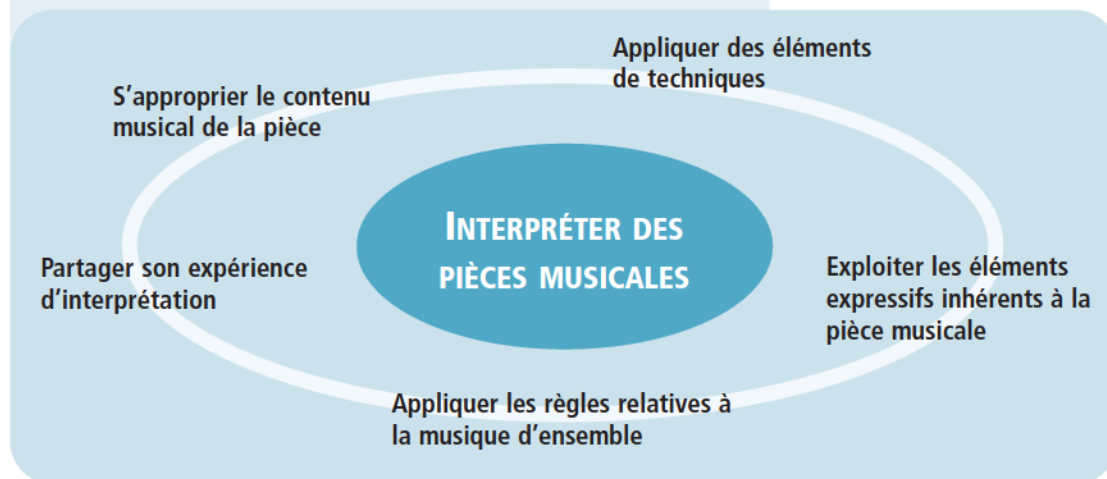 Appliquer des éléments
de techniques
S'approprier le contenu
musical de la pièce
INTERPRÉTER DES
PIÈCES MUSICALES
Partager son expérience
d'interprétation
Exploiter les éléments
expressifs inhérents à la
pièce musicale
Appliquer les règles relatives à
la musique d'ensemble